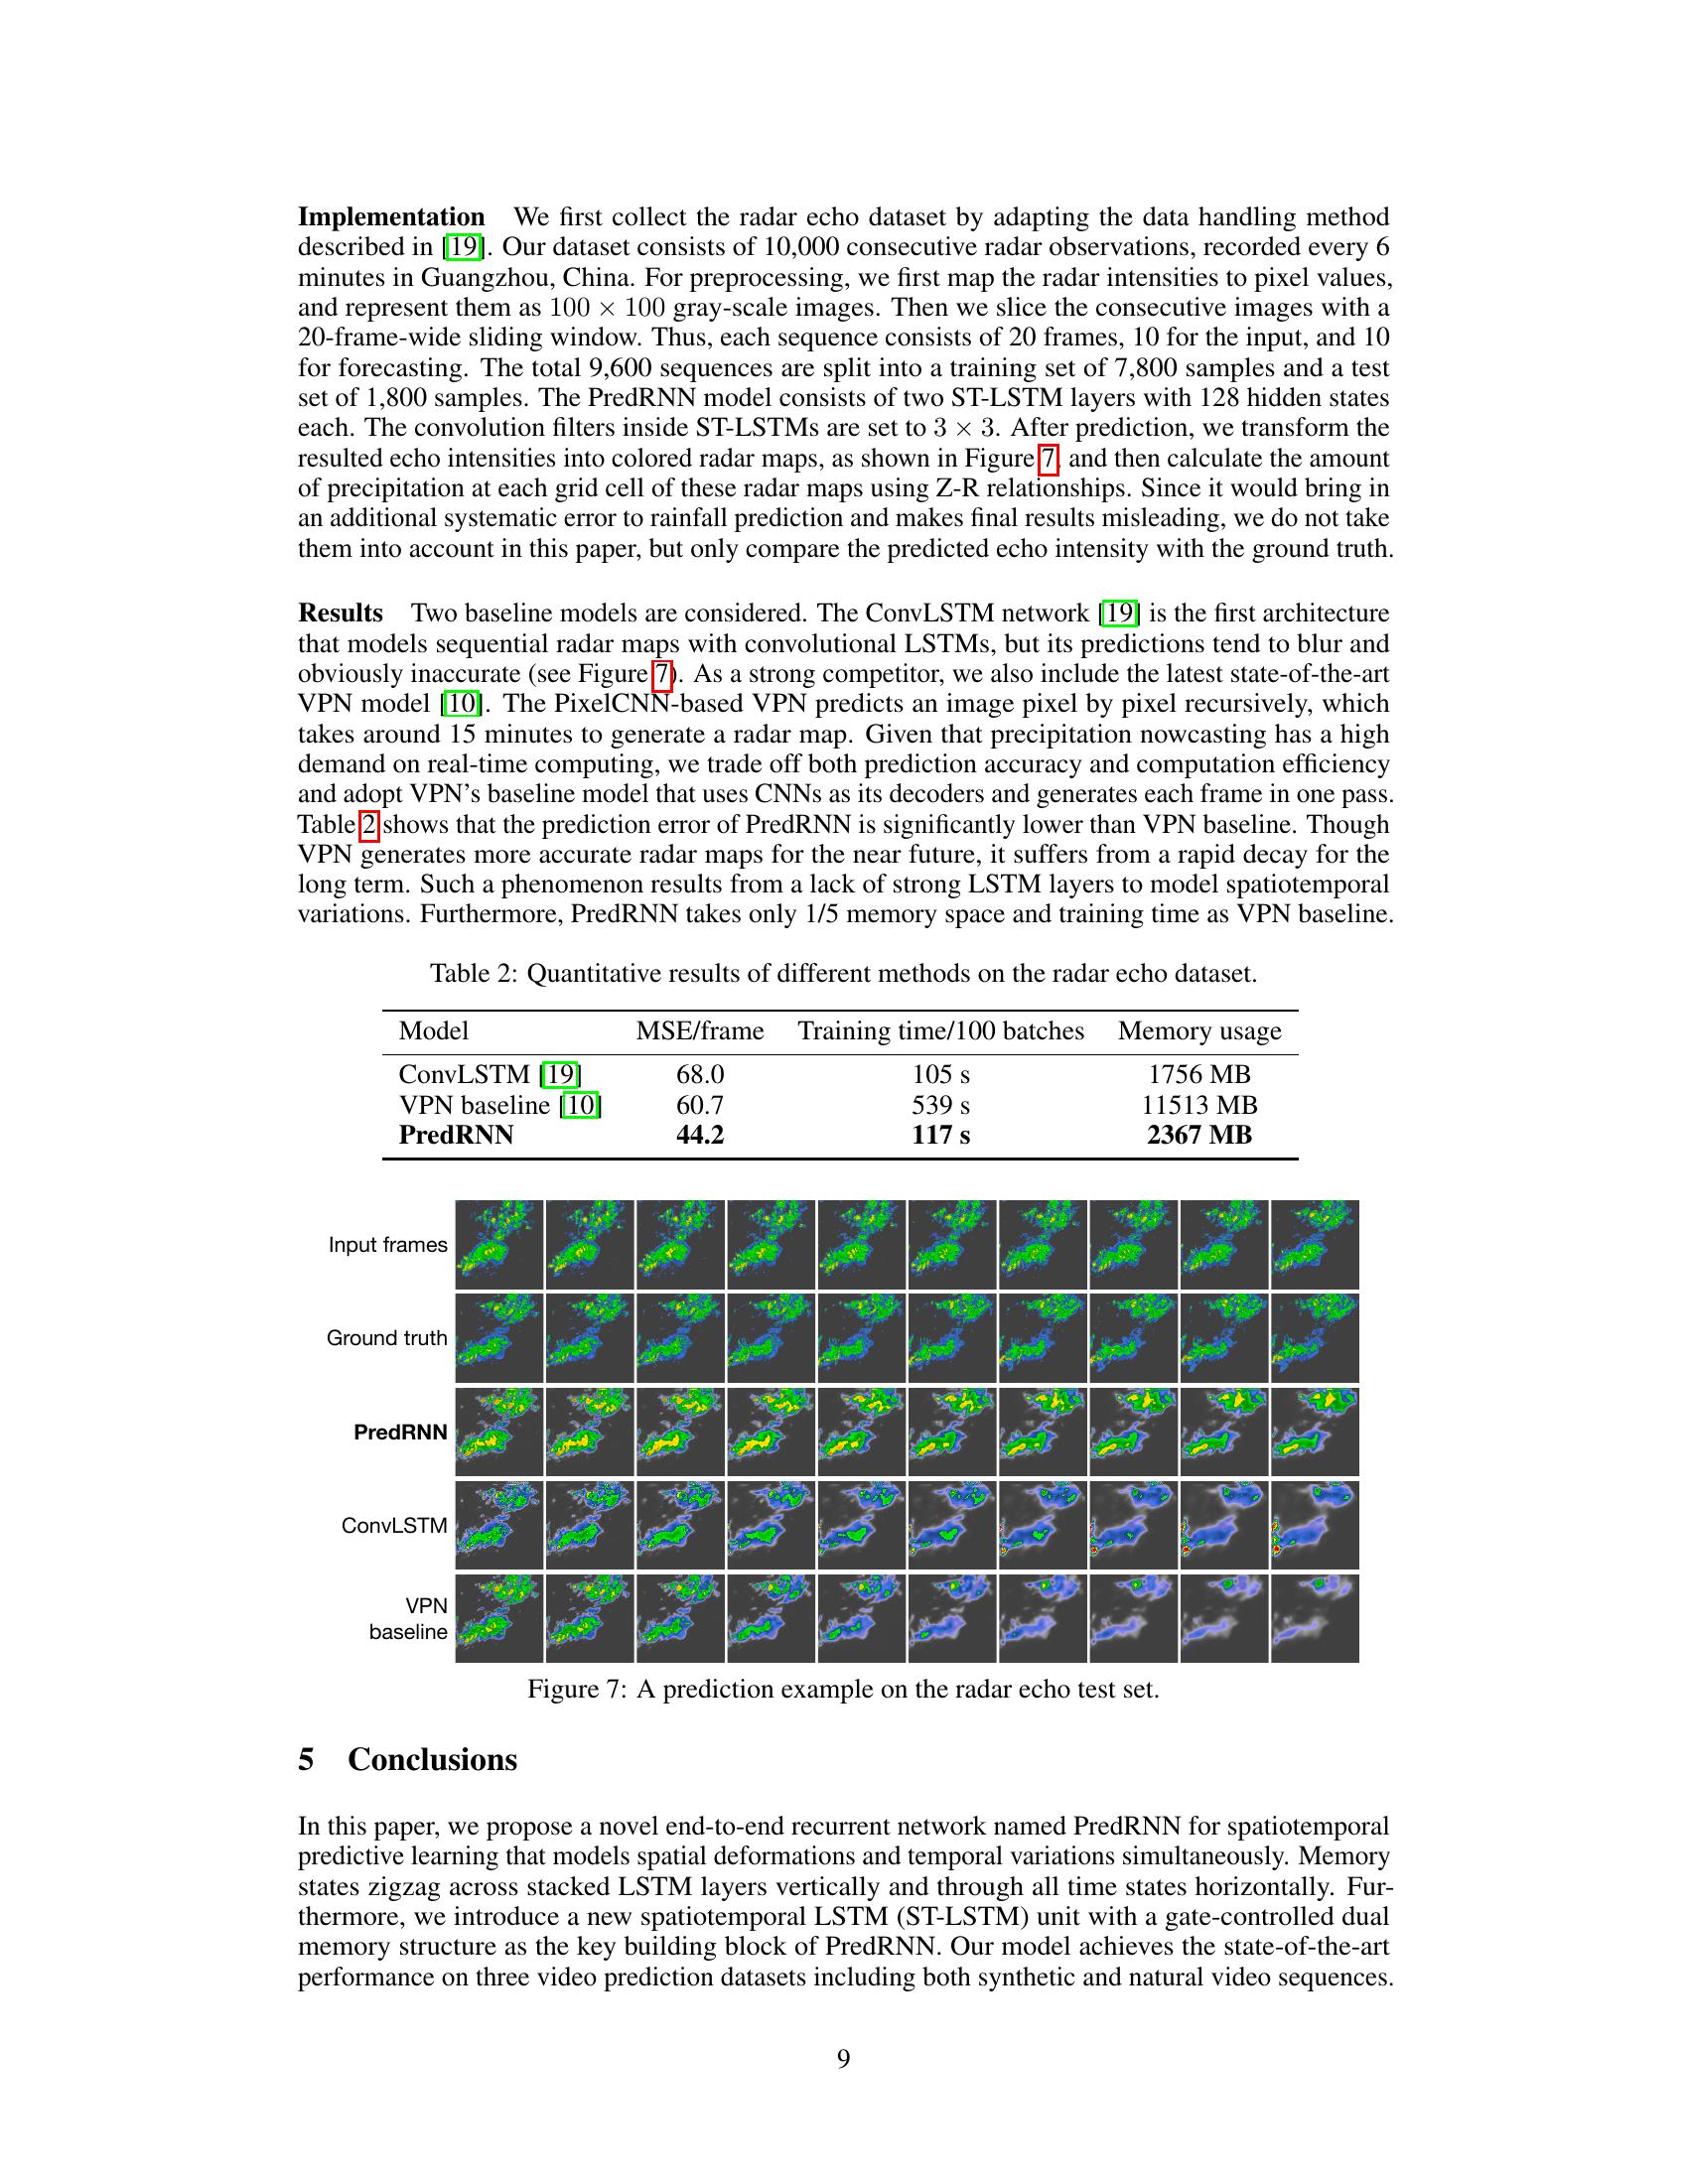 Implementation We first collect the radar echo dataset by adapting the data handling method
described in [19]. Our dataset consists of 10,000 consecutive radar observations, recorded every 6
minutes in Guangzhou, China. For preprocessing, we first map the radar intensities to pixel values,
and represent them as 100 × 100 gray-scale images. Then we slice the consecutive images with a
20-frame-wide sliding window. Thus, each sequence consists of 20 frames, 10 for the input, and 10
for forecasting. The total 9,600 sequences are split into a training set of 7,800 samples and a test
set of 1,800 samples. The PredRNN model consists of two ST-LSTM layers with 128 hidden states
each. The convolution filters inside ST-LSTMs are set to 3 × 3. After prediction, we transform the
resulted echo intensities into colored radar maps, as shown in Figure 7, and then calculate the amount
of precipitation at each grid cell of these radar maps using Z-R relationships. Since it would bring in
an additional systematic error to rainfall prediction and makes final results misleading, we do not take
them into account in this paper, but only compare the predicted echo intensity with the ground truth.
Results Two baseline models are considered. The ConvLSTM network [19] is the first architecture
that models sequential radar maps with convolutional LSTMs, but its predictions tend to blur and
obviously inaccurate (see Figure 7). As a strong competitor, we also include the latest state-of-the-art
VPN model [10]. The PixelCNN-based VPN predicts an image pixel by pixel recursively, which
takes around 15 minutes to generate a radar map. Given that precipitation nowcasting has a high
demand on real-time computing, we trade off both prediction accuracy and computation efficiency
and adopt VPN's baseline model that uses CNNs as its decoders and generates each frame in one pass.
Table 2 shows that the prediction error of PredRNN is significantly lower than VPN baseline. Though
VPN generates more accurate radar maps for the near future, it suffers from a rapid decay for the
long term. Such a phenomenon results from a lack of strong LSTM layers to model spatiotemporal
variations. Furthermore, PredRNN takes only 1/5 memory space and training time as VPN baseline.
Table 2: Quantitative results of different methods on the radar echo dataset.
Model MSE/frame Training time/100 batches Memory usage
ConvLSTM [19] 68.0 105 s 1756 MB
VPN baseline [10] 60.7 539 s 11513 MB
PredRNN 44.2 117 s 2367 MB
Input frames
Ground truth
PredRNN
ConvLSTM
VPN
baseline
Figure 7: A prediction example on the radar echo test set.
5 Conclusions
In this paper, we propose a novel end-to-end recurrent network named PredRNN for spatiotemporal
predictive learning that models spatial deformations and temporal variations simultaneously. Memory
states zigzag across stacked LSTM layers vertically and through all time states horizontally. Fur-
thermore, we introduce a new spatiotemporal LSTM (ST-LSTM) unit with a gate-controlled dual
memory structure as the key building block of PredRNN. Our model achieves the state-of-the-art
performance on three video prediction datasets including both synthetic and natural video sequences.
9